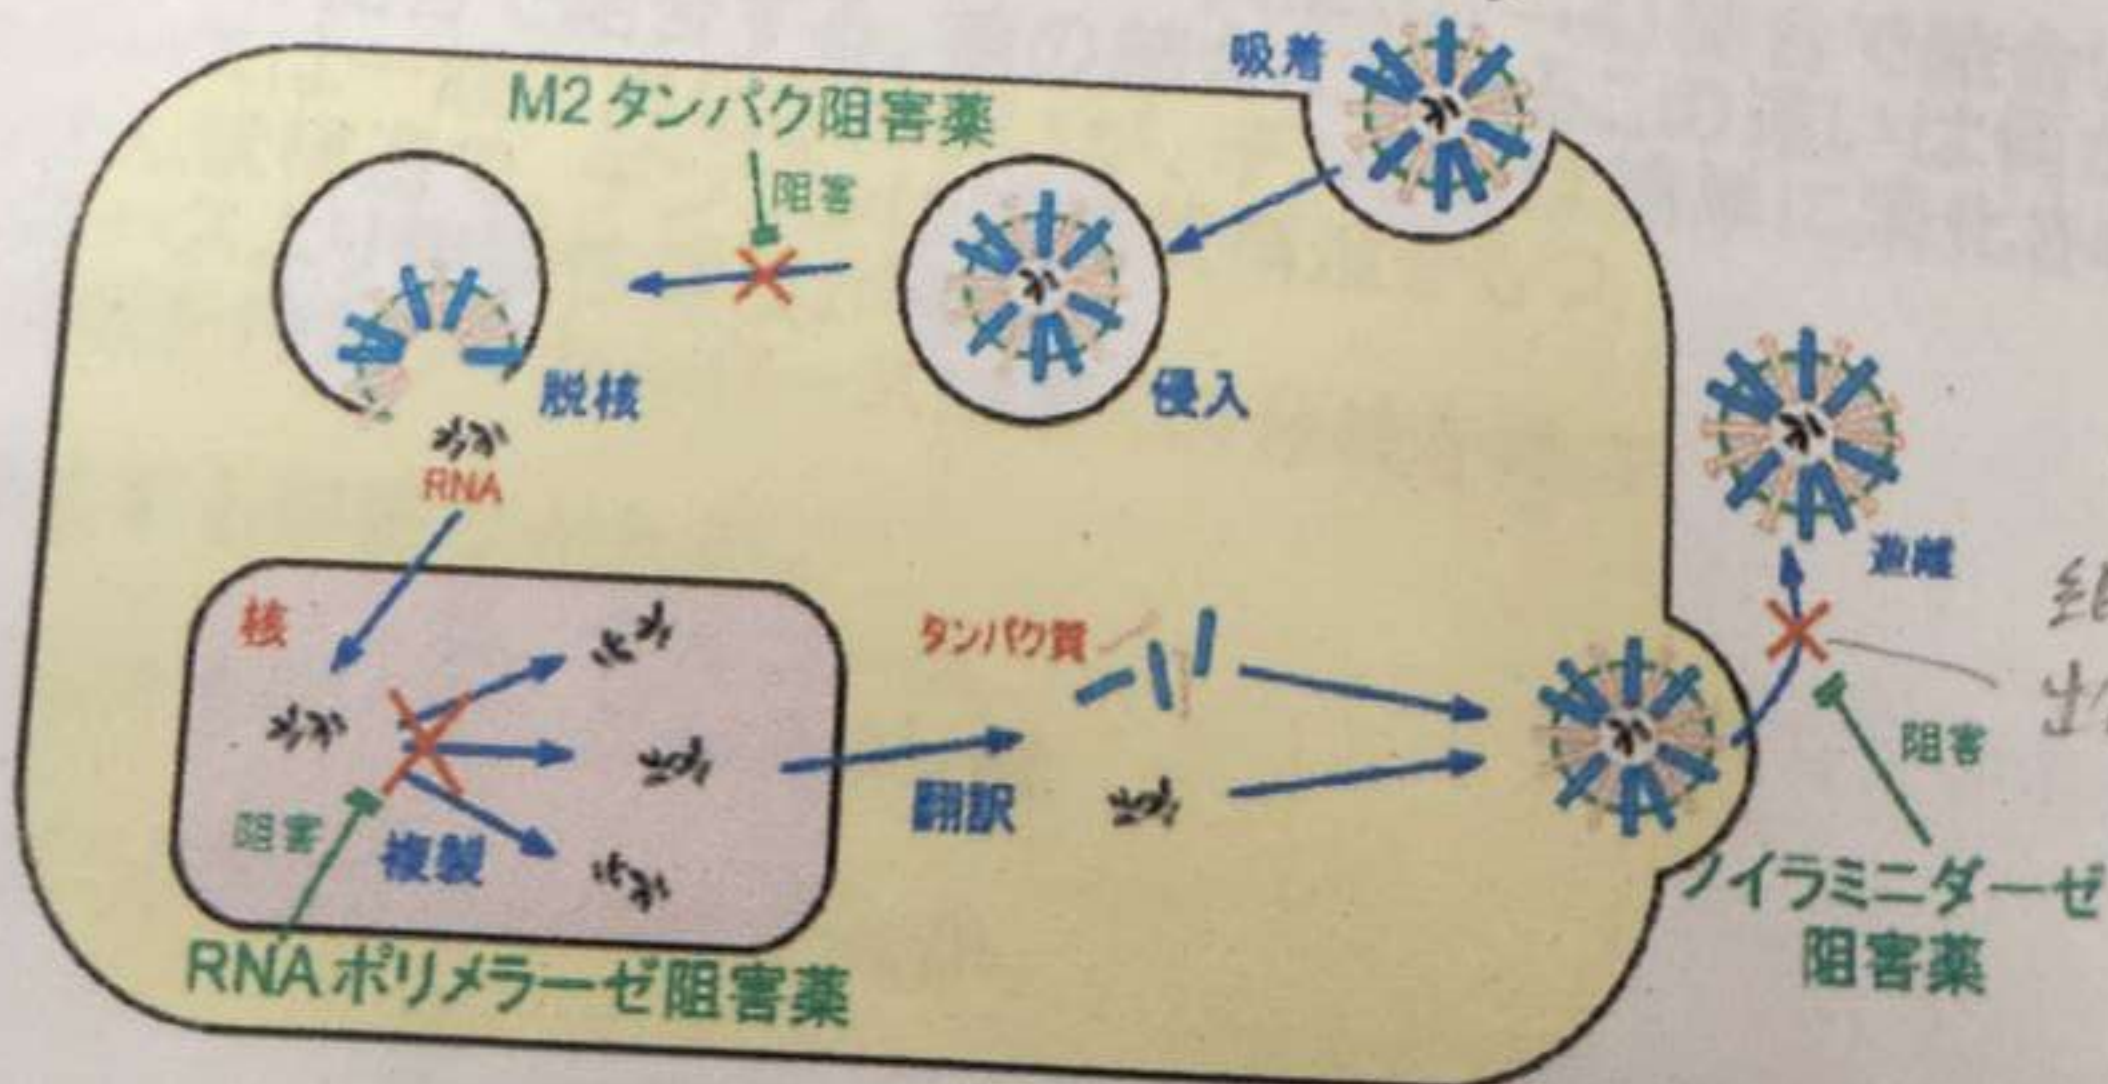 吸着
M2タンパク阻害薬
阻害
侵入
脱核
RNA
核
阻害
複製
RNAポリメラーゼ阻害薬
タンパク質
翻訳
遊離
阻害
ノイラミニダーゼ
阻害薬